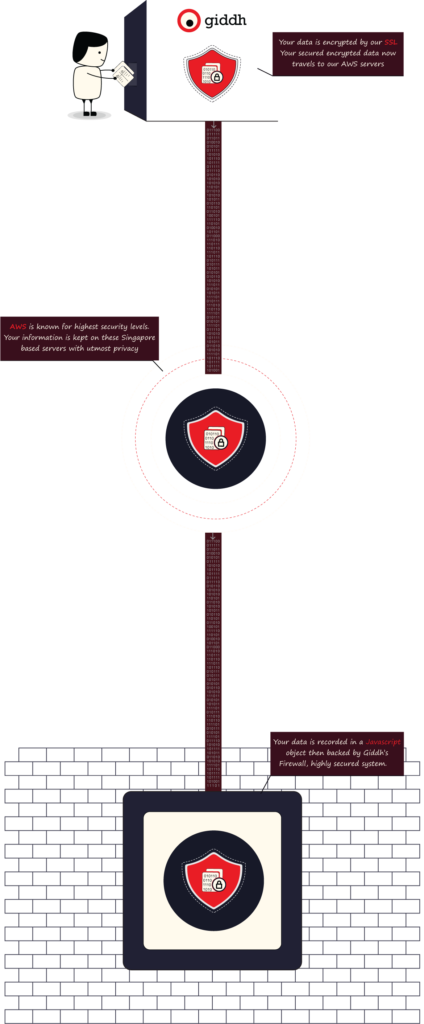 giddh
Your data is encrypted by our SSL
Your secured encrypted data now
travels to our AWS servers
AWS is known for highest security levels.
Your information is kept on these Singapore
based servers with utmost privacy
Your data is recorded in a Javascript
object then backed by Giddh's
Firewall, highly secured system.